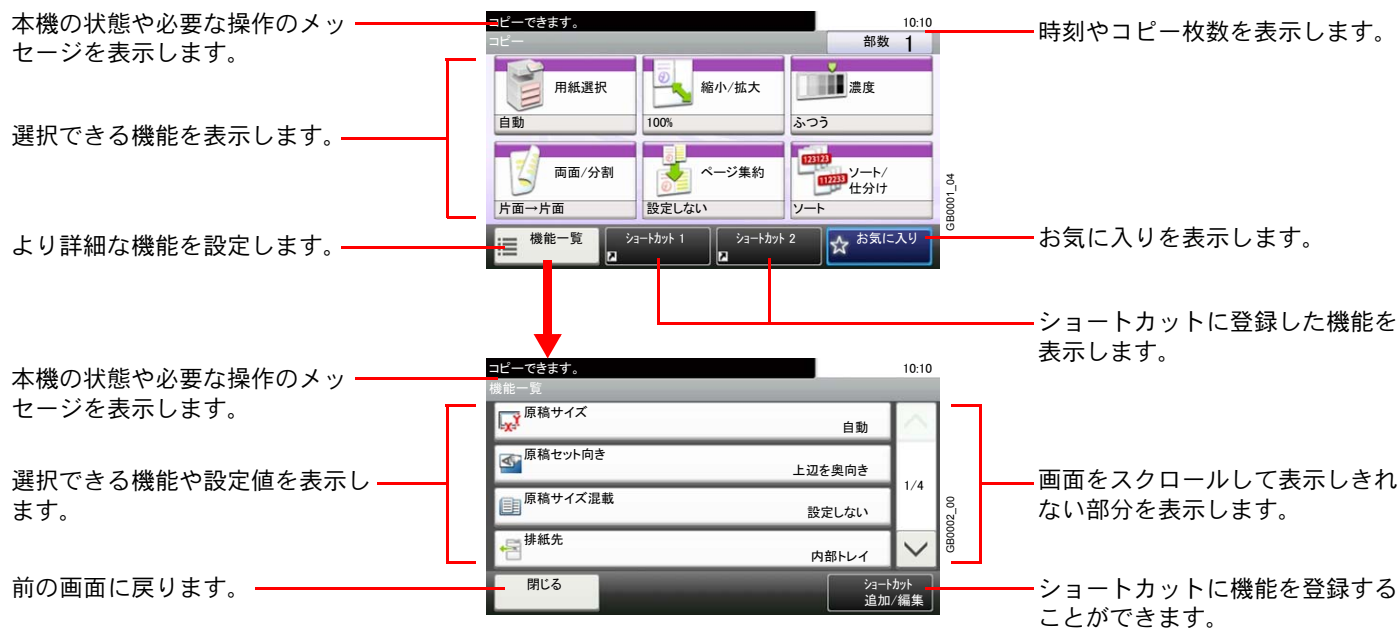 本機の状態や必要な操作のメッ
セージを表示します。
選択できる機能を表示します。
より詳細な機能を設定します。
コピーできます。
10:10
コピー
部数 1
用紙選択
自動
縮小/拡大
100%
濃度
ふつう
両面/分割
片面→片面
ページ集約
設定しない
123123
112233
ソート/
仕分け
ソート
機能一覧
ショートカット 1
ショートカット 2
お気に入り
GB0001_04
時刻やコピー枚数を表示します。
お気に入りを表示します。
ショートカットに登録した機能を
表示します。
本機の状態や必要な操作のメッ
セージを表示します。
選択できる機能や設定値を表示し
ます。
前の画面に戻ります。
コピーできます。
10:10
機能一覧
原稿サイズ
自動
原稿セット向き
上辺を奥向き
原稿サイズ混載
設定しない
排紙先
内部トレイ
1/4
閉じる
ショートカット
追加/編集
GB0002_00
画面をスクロールして表示しきれ
ない部分を表示します。
ショートカットに機能を登録する
ことができます。